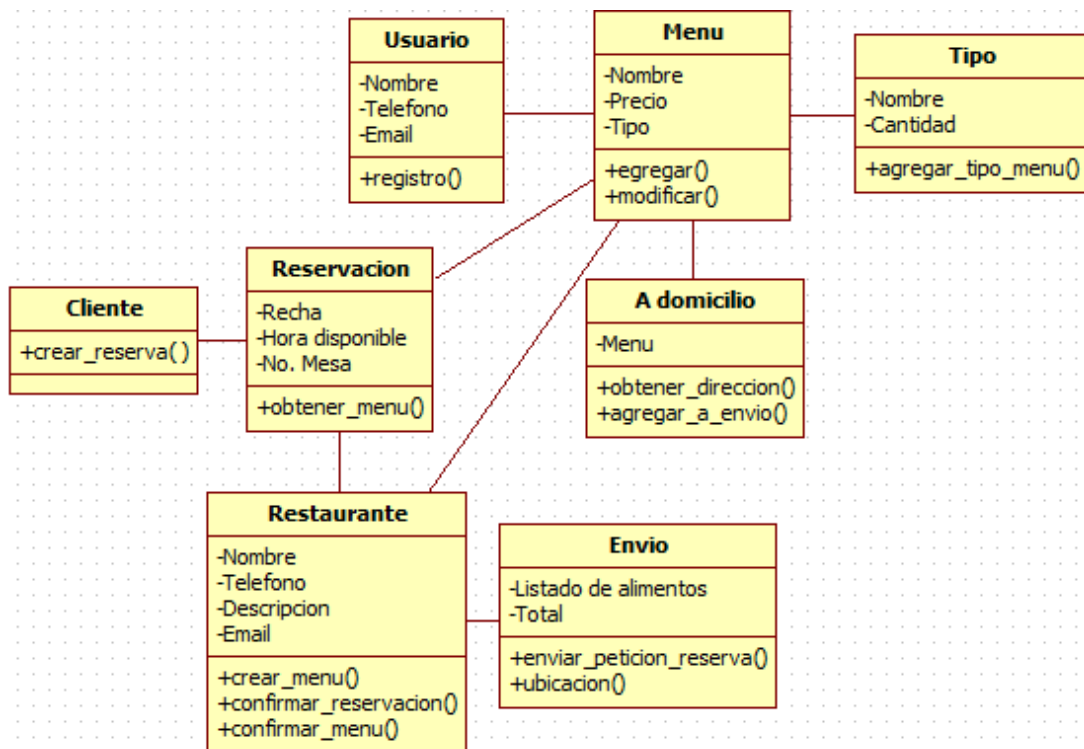 Usuario
-Nombre
-Telefono
-Email
+registro()
Menu
-Nombre
-Precio
-Tipo
+egregar()
+modificar()
Tipo
-Nombre
-Cantidad
+agregar_tipo_menu()
Cliente
+crear_reserva( )
Reservacion
-Recha
-Hora disponible
-No. Mesa
+obtener_menu()
A domicilio
-Menu
+obtener_direccion()
+agregar_a_envio()
Restaurante
-Nombre
-Telefono
-Descripcion
-Email
+crear_menu()
+confirmar_reservacion()
+confirmar_menu()
Envio
-Listado de alimentos
-Total
+enviar_peticion_reserva()
+ubicacion()